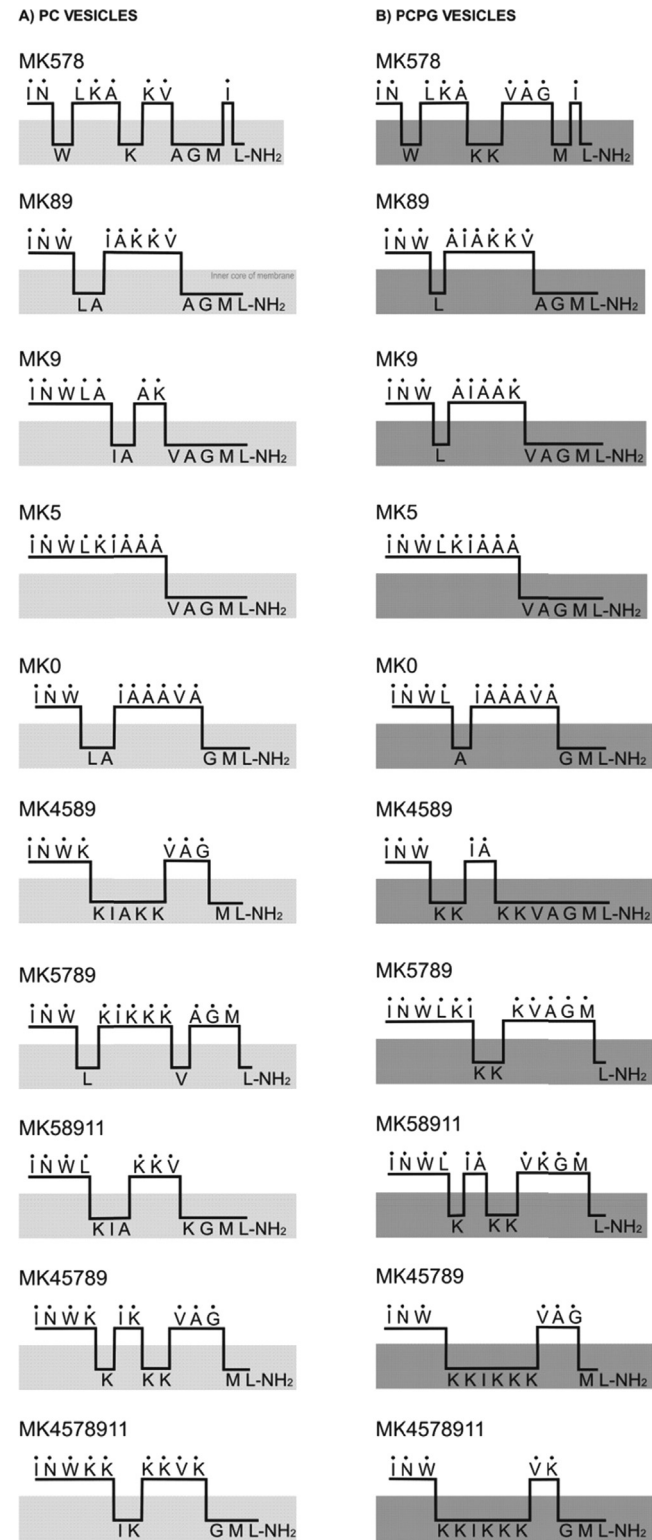 A) PC VESICLES
MK578
I N L K A K V I
W K A G M L-NH2
MK89
I N W I A K K V
Inner core of membrane
L A A G M L-NH2
MK9
I N W L A A K
I A V A G M L-NH2
MK5
I N W L K I A A A
V A G M L-NH2
MK0
I N W I A A A V A
L A G M L-NH2
MK4589
I N W K V A G
K I A K K M L-NH2
MK5789
I N W K I K K K A G M
L V L-NH2
MK58911
I N W L K K V
K I A K G M L-NH2
MK45789
I N W K I K V A G
K K K M L-NH2
MK4578911
I N W K K K K V K
I K G M L-NH2
B) PCPG VESICLES
MK578
I N L K A V A G I
W K K M L-NH2
MK89
I N W A I A K K V
L A G M L-NH2
MK9
I N W A I A A K
L V A G M L-NH2
MK5
I N W L K I A A A
V A G M L-NH2
MK0
I N W L I A A A V A
A G M L-NH2
MK4589
I N W I A
K K K K V A G M L-NH2
MK5789
I N W L K I K V A G M
K K L-NH2
MK58911
I N W L I A V K G M
K K K L-NH2
MK45789
I N W V A G
K K I K K K M L-NH2
MK4578911
I N W V K
K K I K K K G M L-NH2